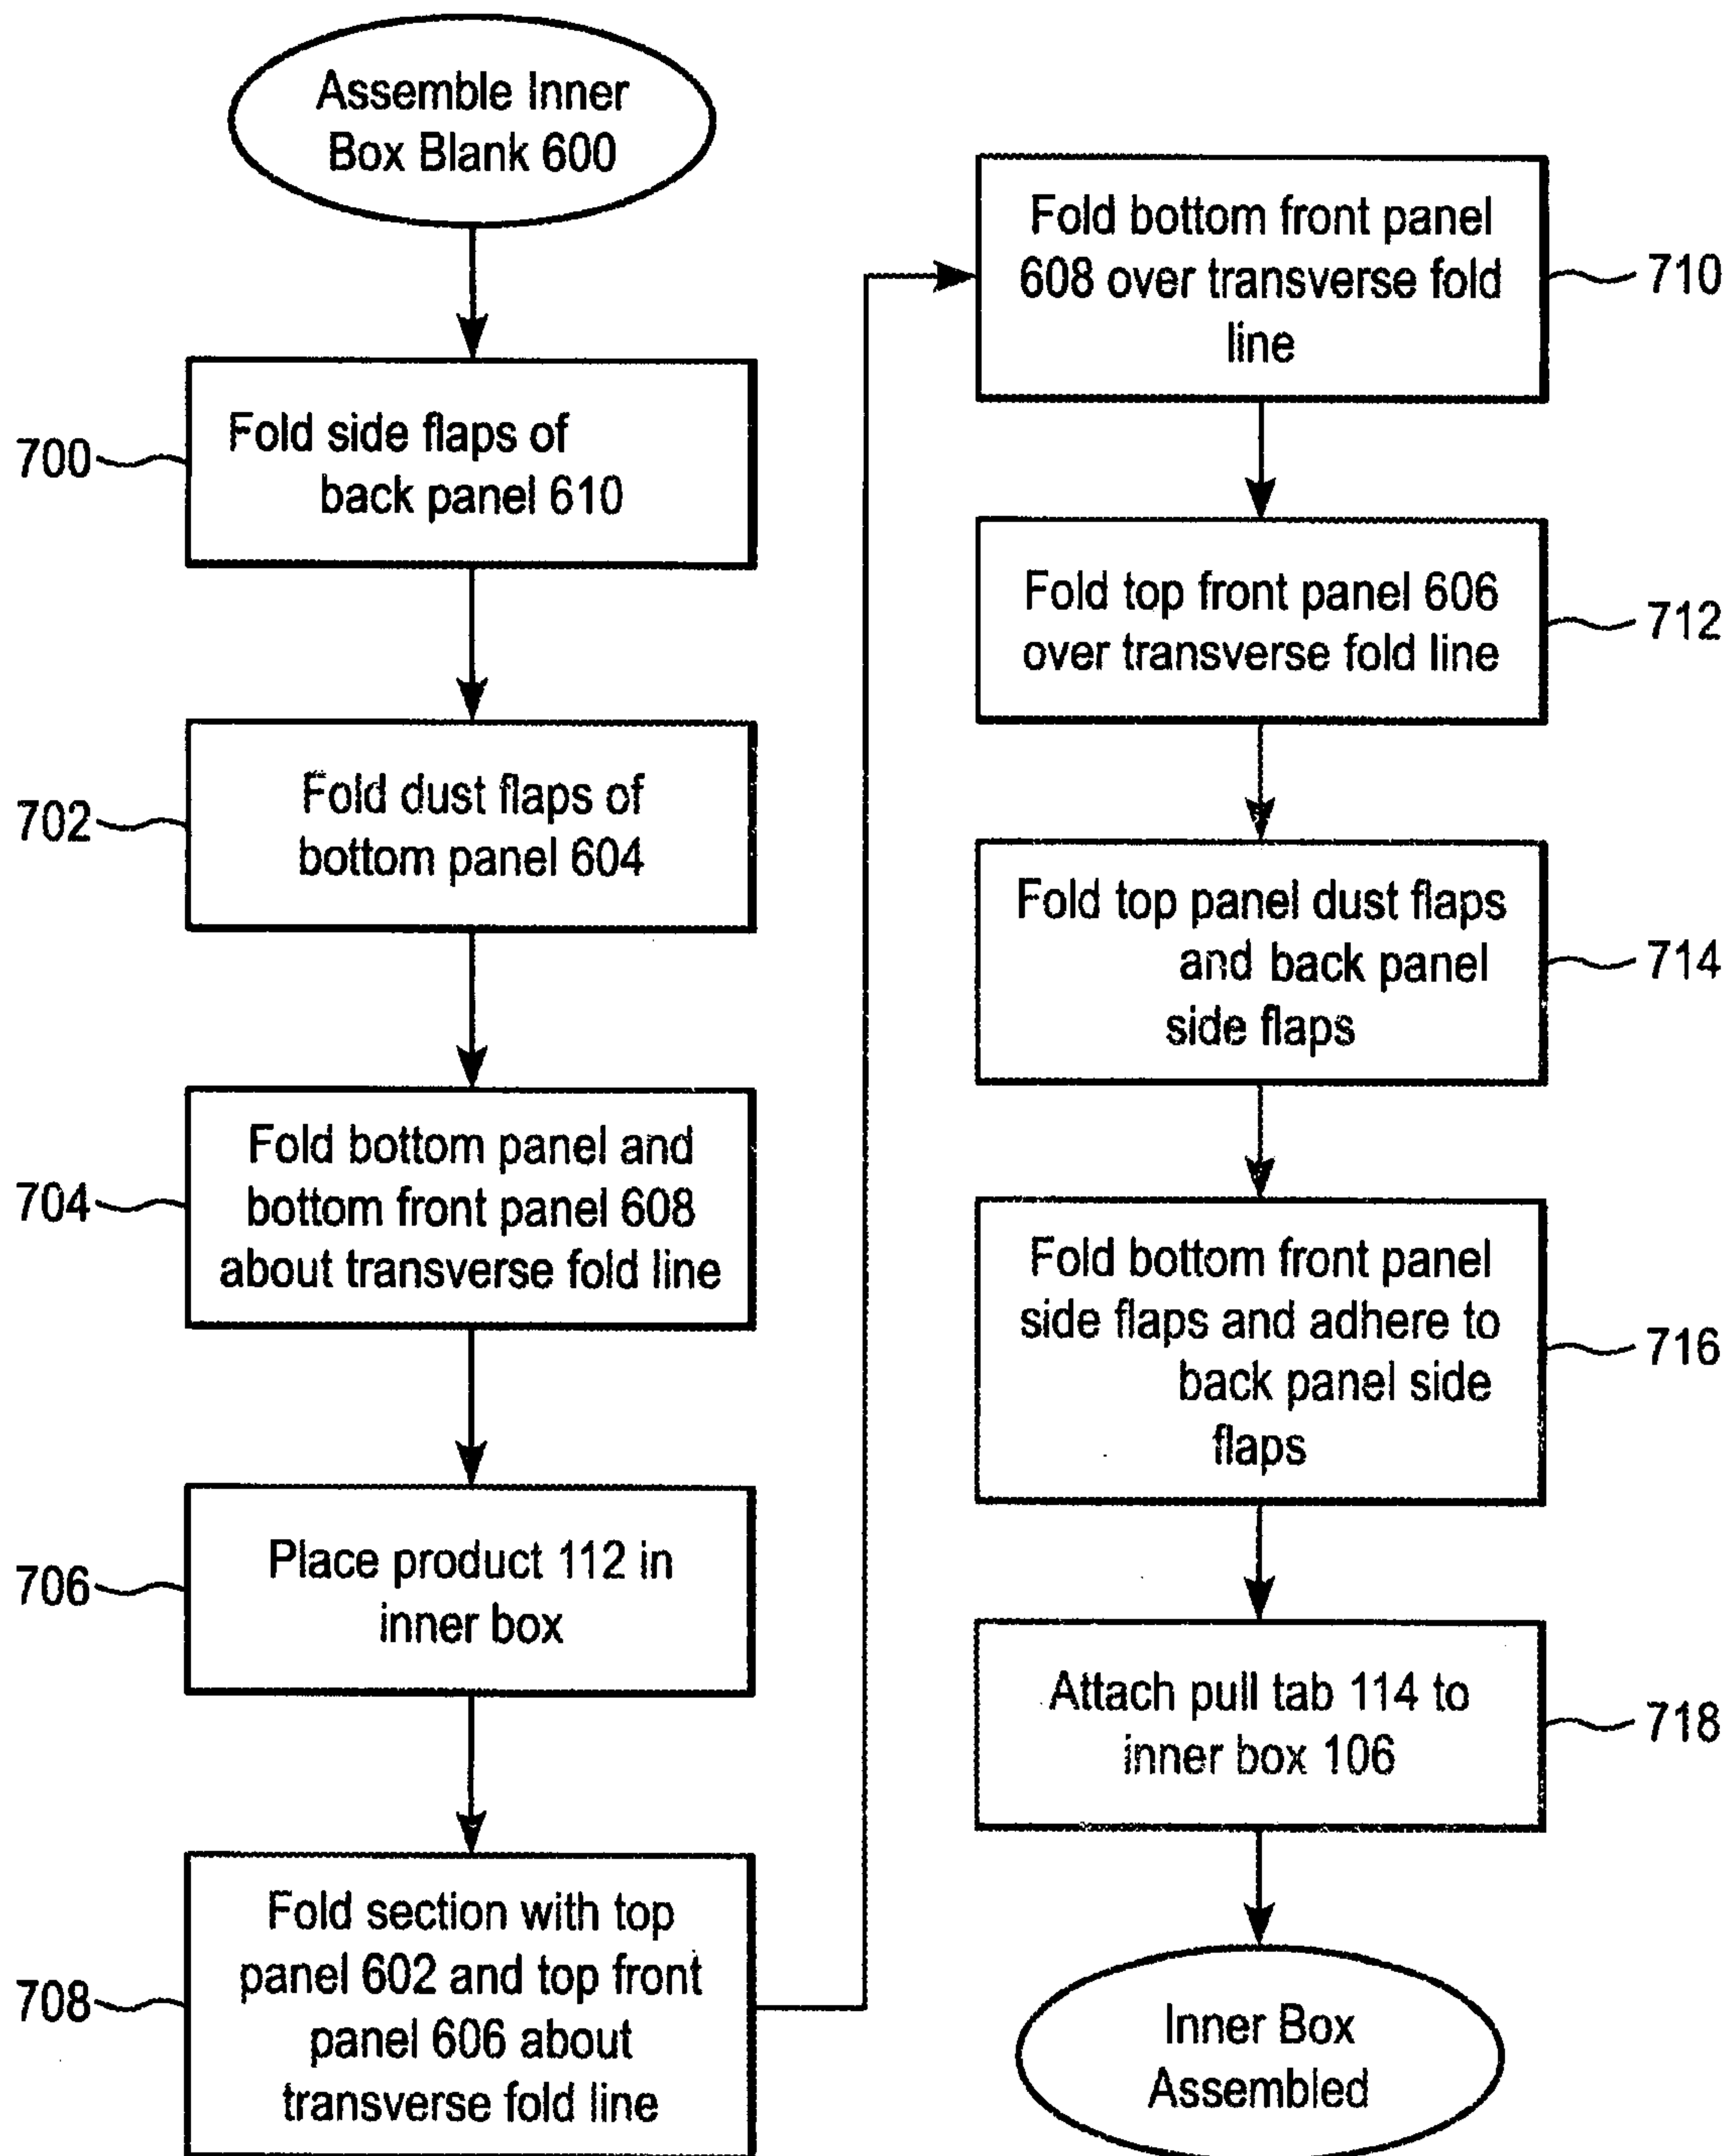 Assemble Inner
Box Blank 600
700
Fold side flaps of
back panel 610
702
Fold dust flaps of
bottom panel 604
704
Fold bottom panel and
bottom front panel 608
about transverse fold line
706
Place product 112 in
inner box
708
Fold section with top
panel 602 and top front
panel 606 about
transverse fold line
Fold bottom front panel
608 over transverse fold
line
710
Fold top front panel 606
over transverse fold line
712
Fold top panel dust flaps
and back panel
side flaps
714
Fold bottom front panel
side flaps and adhere to
back panel side
flaps
716
Attach pull tab 114 to
inner box 106
718
Inner Box
Assembled